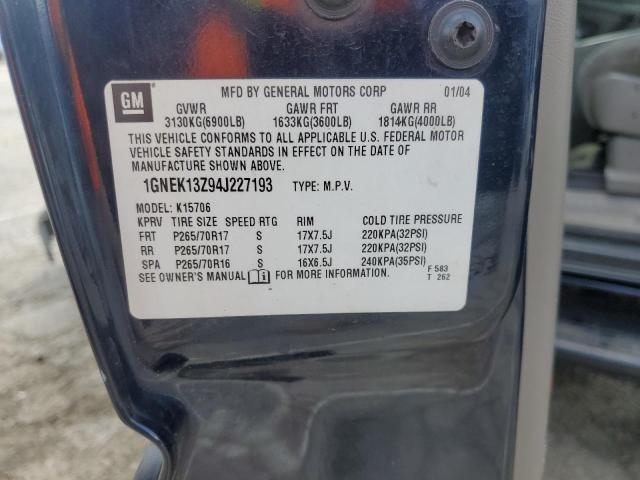 GM
MFD BY GENERAL MOTORS CORP 01/04
GVWR GAWR FRT GAWR RR
3130KG(6900LB) 1633KG(3600LB) 1814KG(4000LB)
THIS VEHICLE CONFORMS TO ALL APPLICABLE U.S. FEDERAL MOTOR
VEHICLE SAFETY STANDARDS IN EFFECT ON THE DATE OF
MANUFACTURE SHOWN ABOVE.
1GNEK13Z94J227193 TYPE: M.P.V.
MODEL: K15706
KPRV TIRE SIZE SPEED RTG RIM COLD TIRE PRESSURE
FRT P265/70R17 S 17X7.5J 220KPA(32PSI)
RR P265/70R17 S 17X7.5J 220KPA(32PSI)
SPA P265/70R16 S 16X6.5J 240KPA(35PSI)
SEE OWNER'S MANUAL FOR MORE INFORMATION.
F 583
T 262